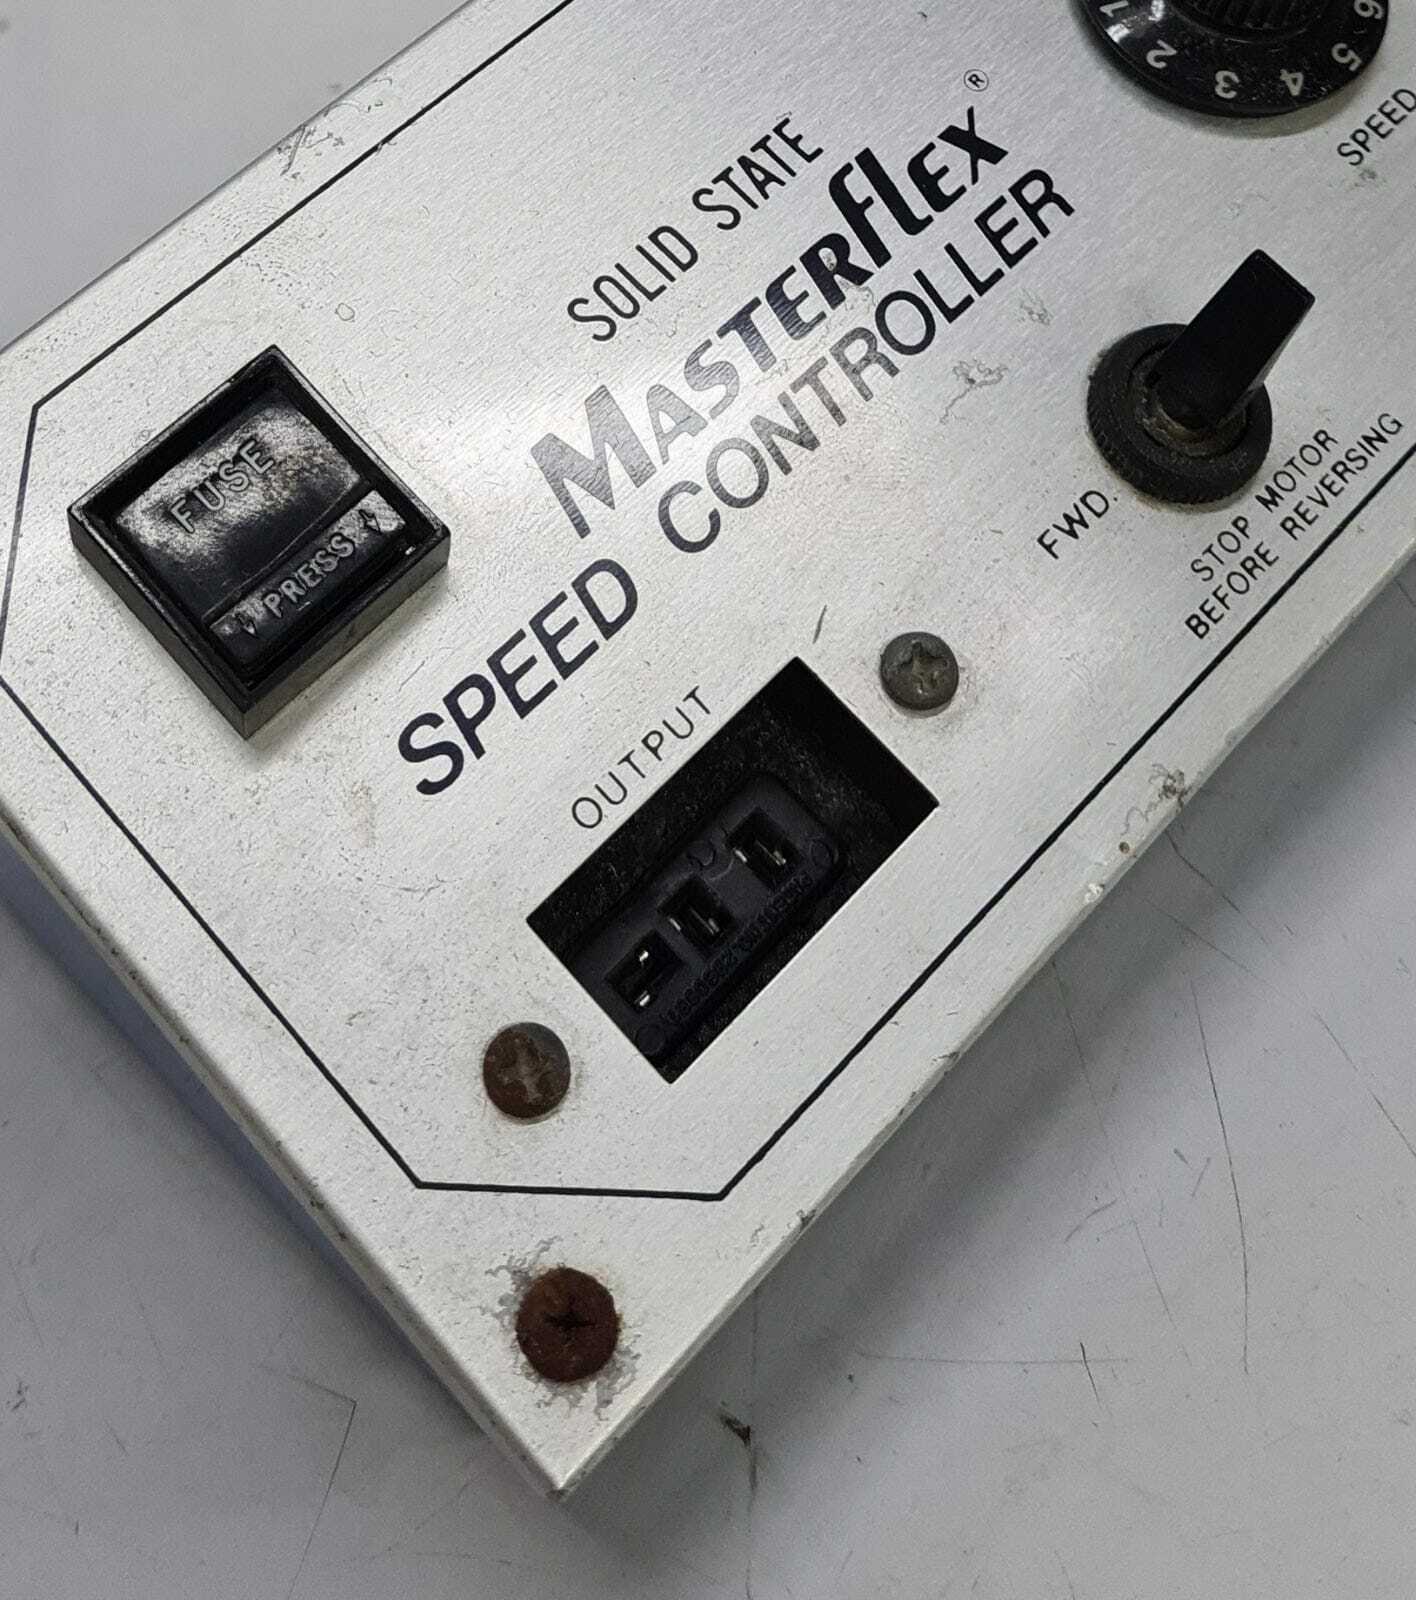 1 2 3 4 5 6
SPEED
SOLID STATE
MASTERflEX®
SPEED CONTROLLER
FUSE
PRESS
FWD.
STOP MOTOR
BEFORE REVERSING
OUTPUT